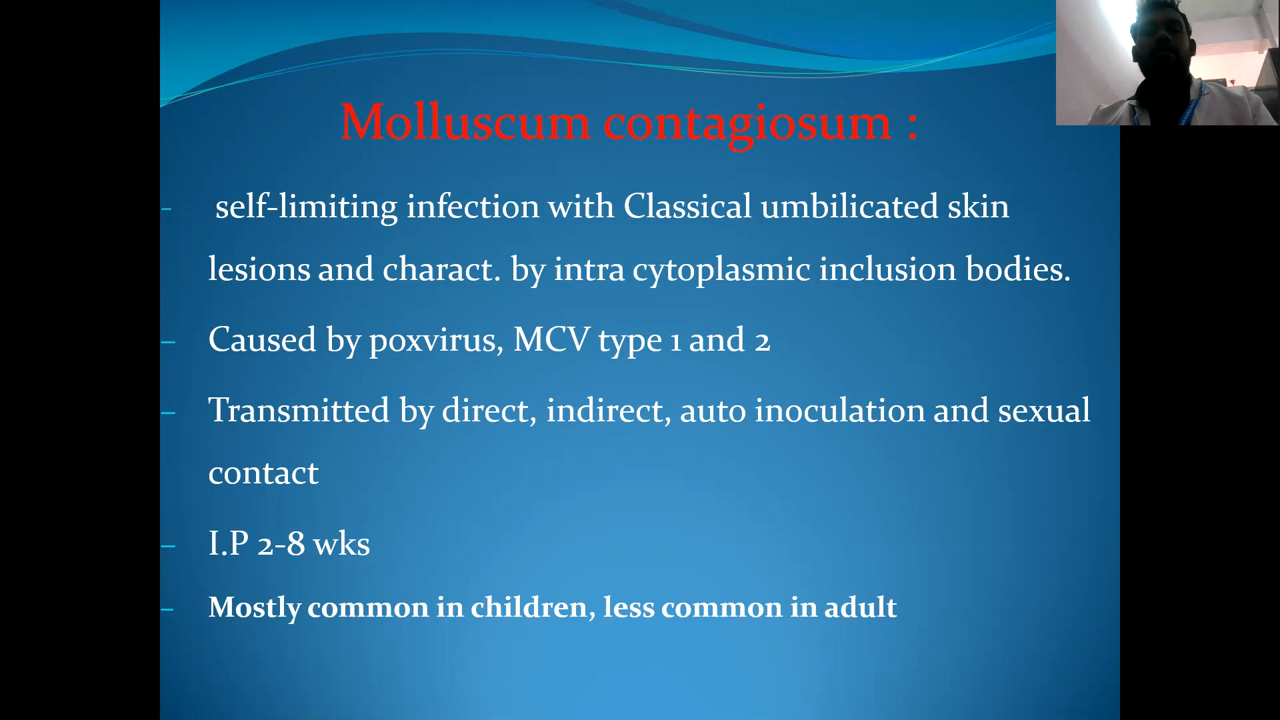 Molluscum contagiosum :
- self-limiting infection with Classical umbilicated skin
lesions and charact. by intra cytoplasmic inclusion bodies.
– Caused by poxvirus, MCV type 1 and 2
– Transmitted by direct, indirect, auto inoculation and sexual
contact
– I.P 2-8 wks
– Mostly common in children, less common in adult